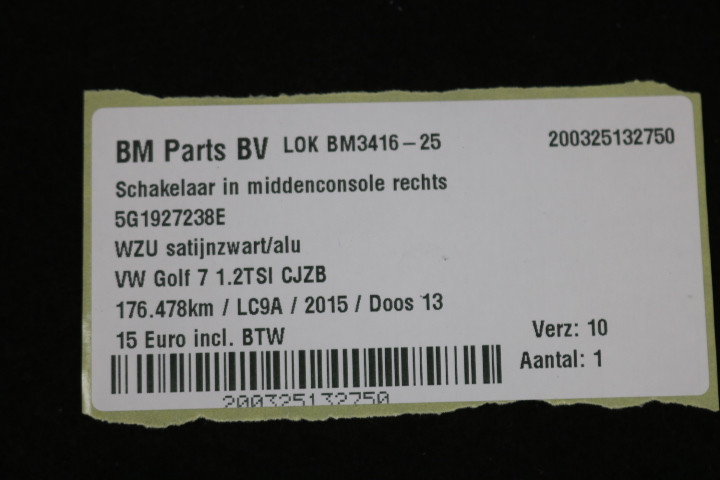 BM Parts BV LOK BM3416-25 200325132750
Schakelaar in middenconsole rechts
5G1927238E
WZU satijnzwart/alu
VW Golf 7 1.2TSI CJZB
176.478km / LC9A / 2015 / Doos 13
15 Euro incl. BTW Verz: 10
Aantal: 1
200325132750